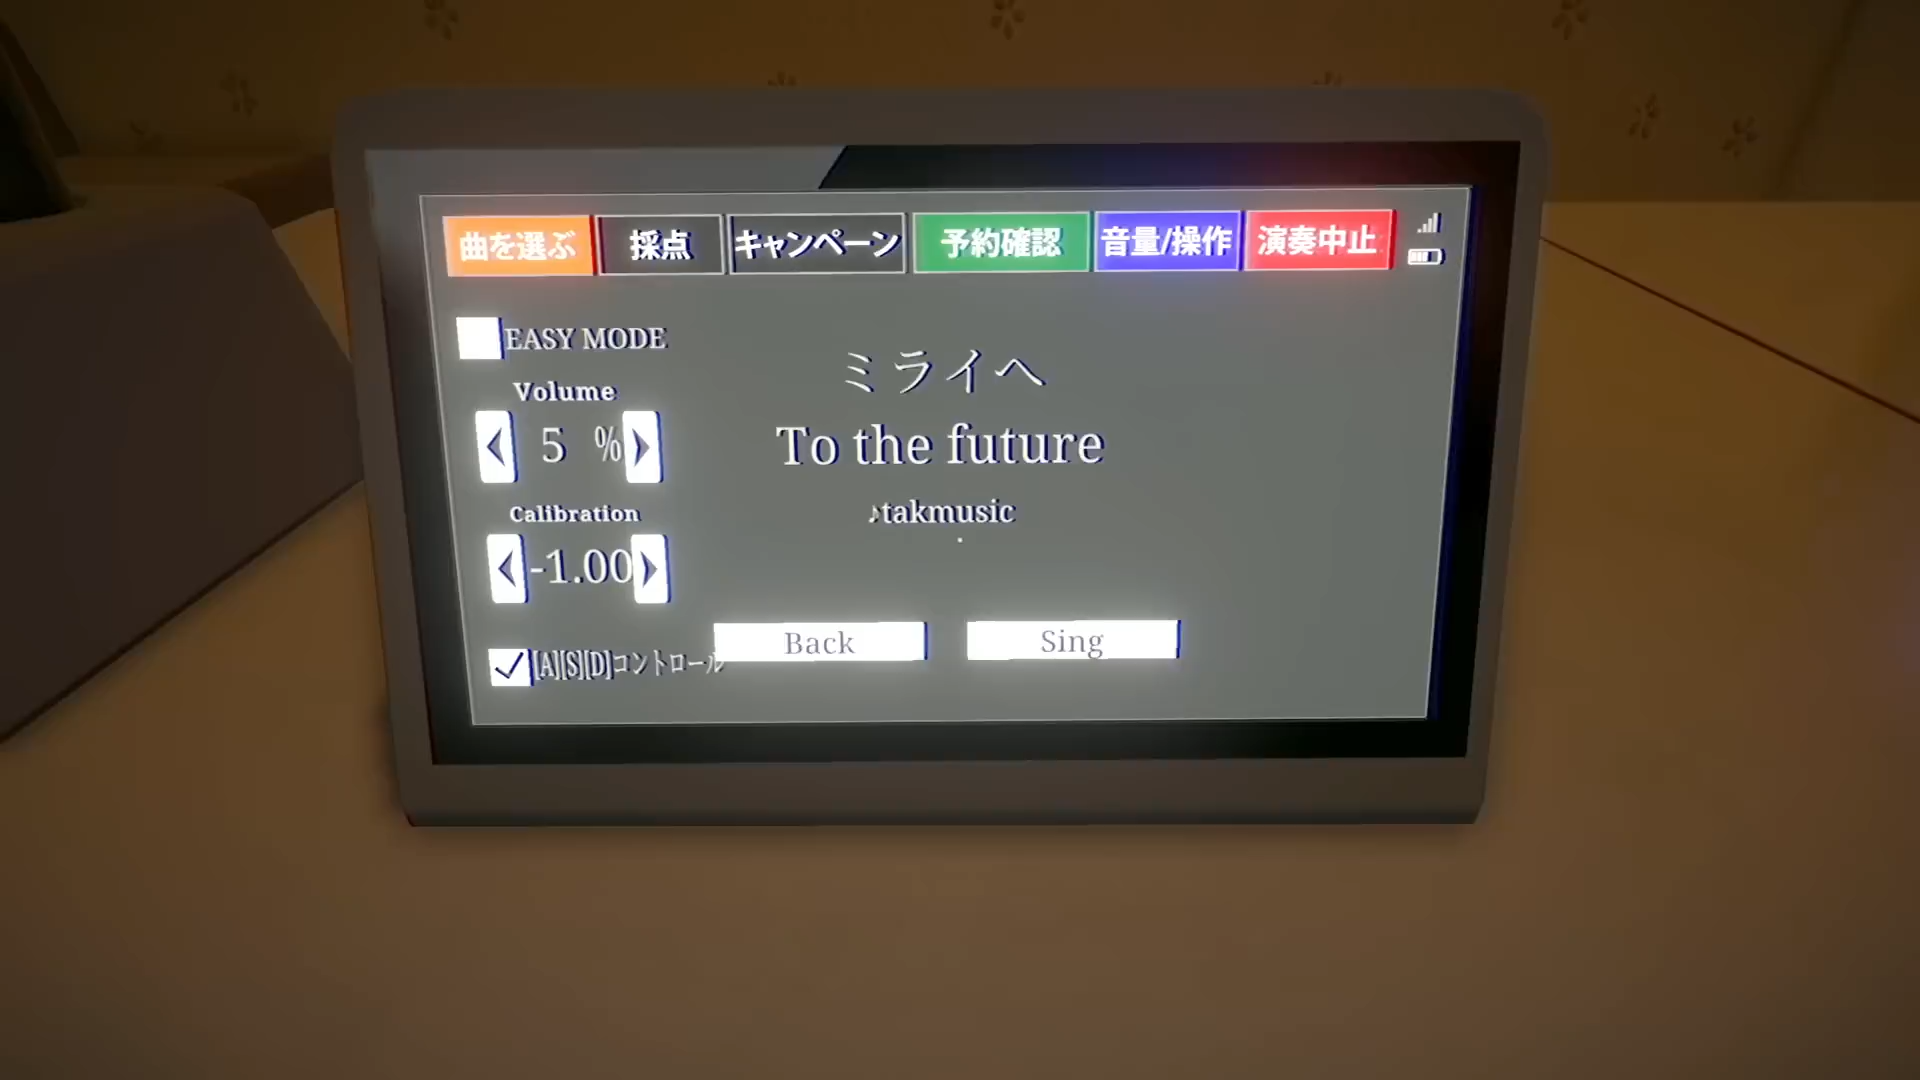 曲を選ぶ 採点 キャンペーン 予約確認 音量/操作 演奏中止
EASY MODE
Volume
5 %
Calibration
-1.00
[A][S][D]コントロール
ミライへ
To the future
♪takmusic
Back Sing